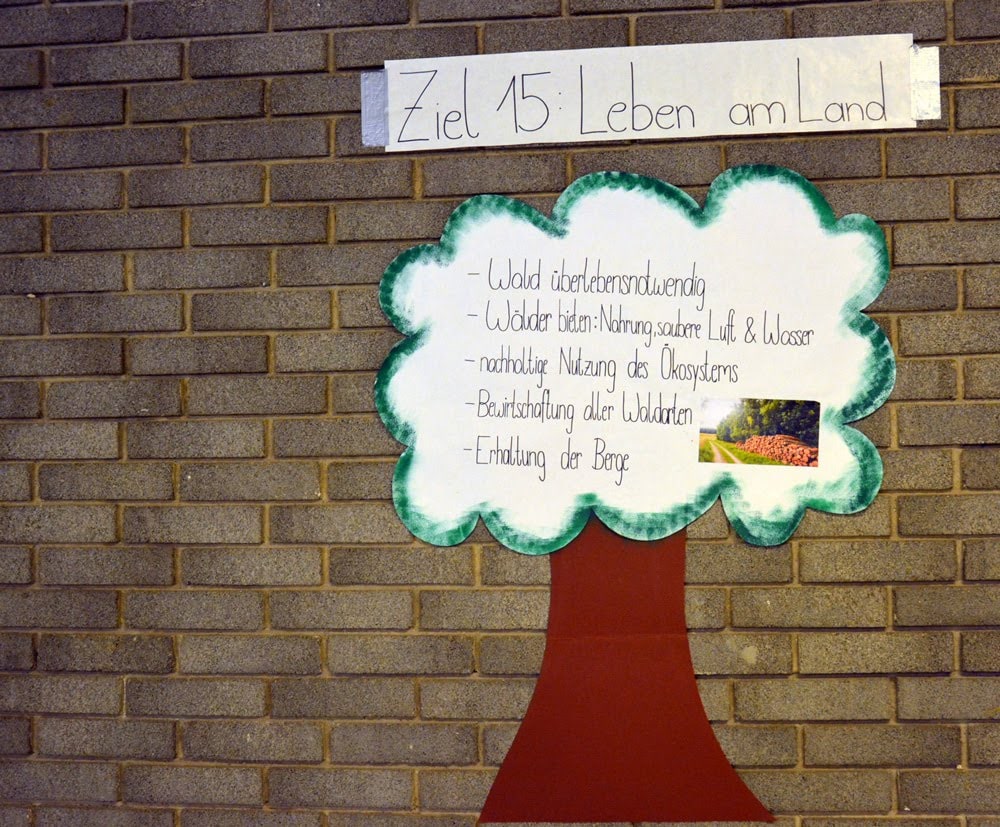 Ziel 15: Leben am Land
- Wald überlebensnotwendig
- Wälder bieten: Nahrung, saubere Luft & Wasser
- nachhaltige Nutzung des Ökosystems
- Bewirtschaftung aller Waldarten
- Erhaltung der Berge